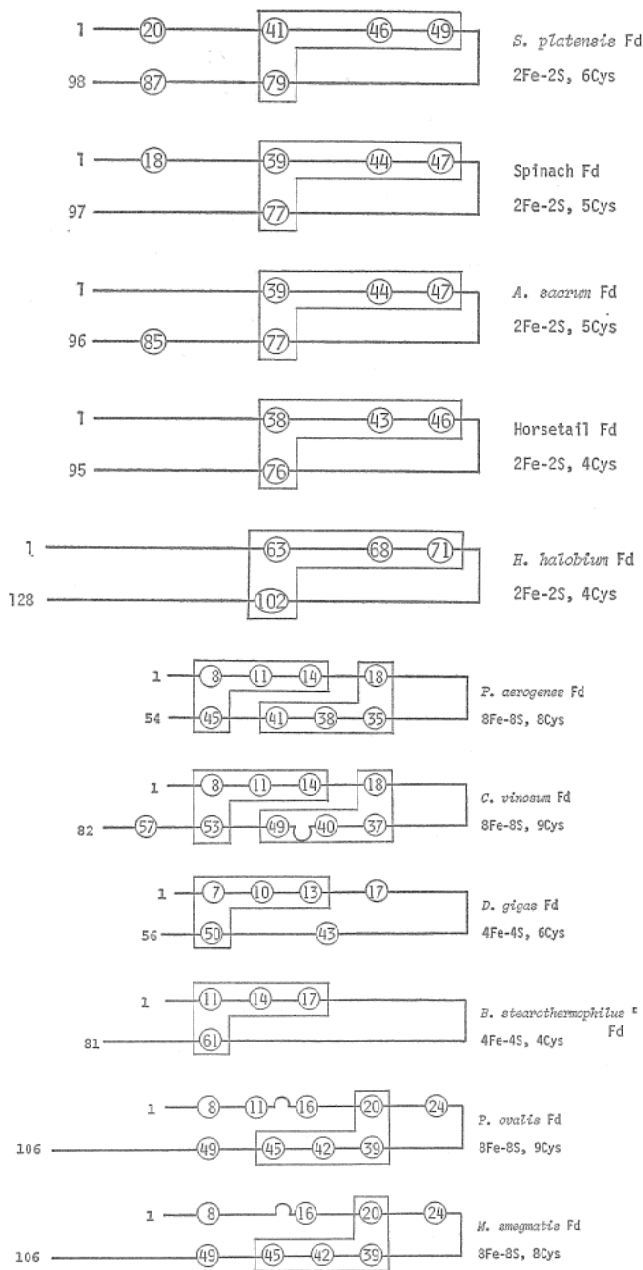 1 20 41 46 49
S. platensis Fd
98 87 79
2Fe-2S, 6Cys
1 18 39 44 47
Spinach Fd
97 77
2Fe-2S, 5Cys
1 39 44 47
A. sacrum Fd
96 85 77
2Fe-2S, 5Cys
1 38 43 46
Horsetail Fd
95 76
2Fe-2S, 4Cys
1 63 68 71
H. halobium Fd
128 102
2Fe-2S, 4Cys
1 8 11 14 18
P. aerogenes Fd
54 45 41 38 35
8Fe-8S, 8Cys
1 8 11 14 18
C. vinosum Fd
82 57 53 49 40 37
8Fe-8S, 9Cys
1 7 10 13 17
D. gigas Fd
56 50 43
4Fe-4S, 6Cys
1 11 14 17
B. stearothermophilus
Fd
81 61
4Fe-4S, 4Cys
1 8 11 16 20 24
P. ovalis Fd
106 49 45 42 39
8Fe-8S, 9Cys
1 8 16 20 24
M. smegmatis Fd
106 49 45 42 39
8Fe-8S, 8Cys